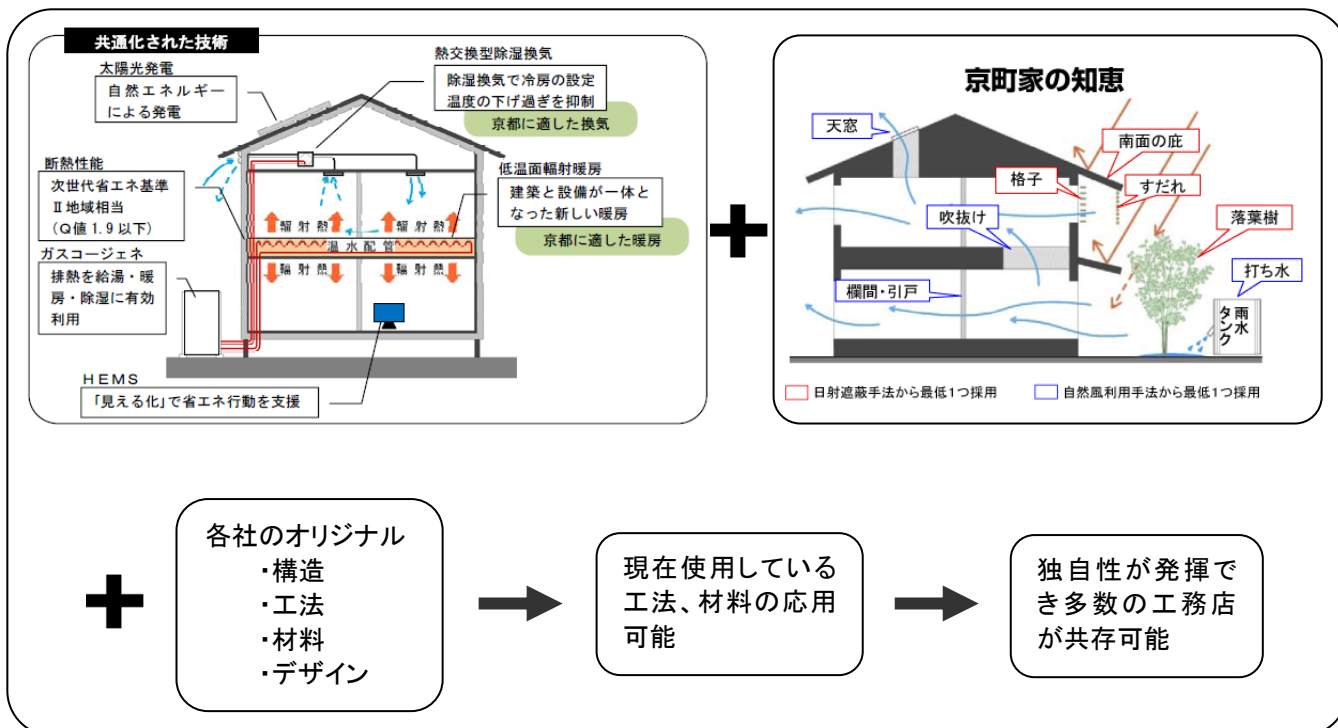 共通化された技術
太陽光発電
自然エネルギー
による発電
熱交換型除湿換気
除湿換気で冷房の設定
温度の下げ過ぎを抑制
京都に適した換気
断熱性能
次世代省エネ基準
Ⅱ地域相当
(Q値1.9以下)
低温面輻射暖房
建築と設備が一体と
なった新しい暖房
京都に適した暖房
輻射熱
輻射熱
温水配管
輻射熱
輻射熱
ガスコージェネ
排熱を給湯・暖
房・除湿に有効
利用
HEMS
「見える化」で省エネ行動を支援
京町家の知恵
天窓
南面の庇
格子
すだれ
吹抜け
落葉樹
打ち水
欄間・引戸
雨水
タンク
日射遮蔽手法から最低1つ採用
自然風利用手法から最低1つ採用
各社のオリジナル
・構造
・工法
・材料
・デザイン
現在使用している
工法、材料の応用
可能
独自性が発揮で
き多数の工務店
が共存可能